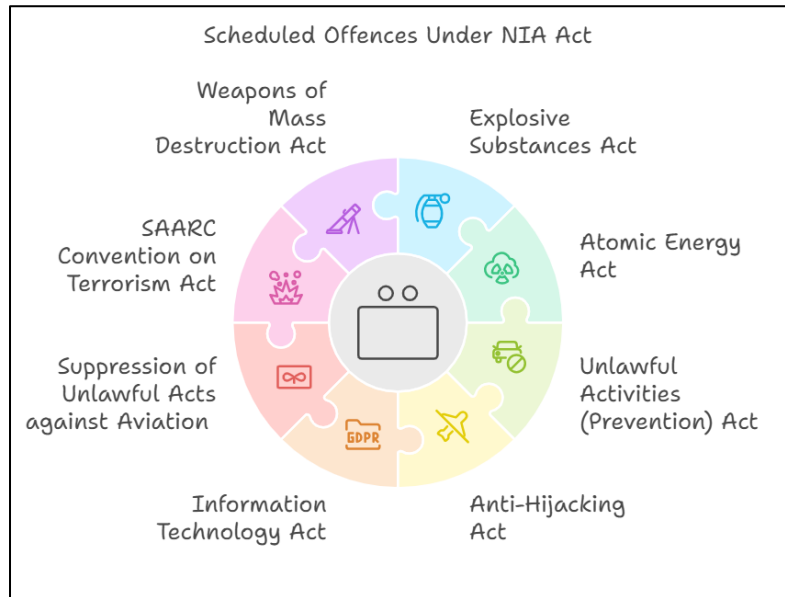 Scheduled Offences Under NIA Act
Weapons of
Mass
Destruction Act
Explosive
Substances Act
SAARC
Convention on
Terrorism Act
Atomic Energy
Act
Suppression of
Unlawful Acts
against Aviation
Unlawful
Activities
(Prevention) Act
GDPR
Information
Technology Act
Anti-Hijacking
Act